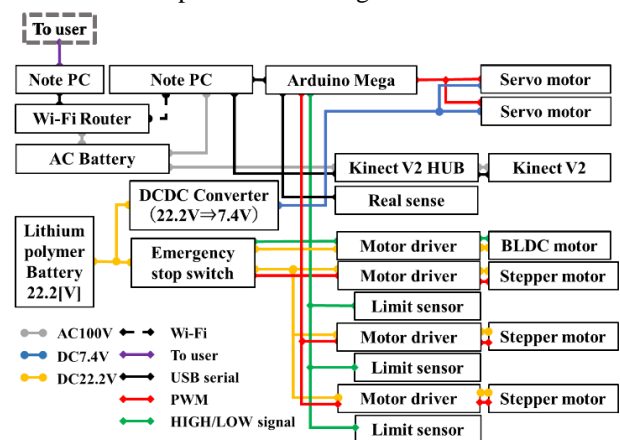 To user
Note PC
Note PC
Arduino Mega
Servo motor
Servo motor
Wi-Fi Router
AC Battery
Kinect V2 HUB
Kinect V2
DCDC Converter
(22.2V⇒7.4V)
Real sense
Lithium
polymer
Battery
22.2[V]
Emergency
stop switch
Motor driver
BLDC motor
Motor driver
Stepper motor
Limit sensor
Motor driver
Stepper motor
Limit sensor
Motor driver
Stepper motor
Limit sensor
AC100V
DC7.4V
DC22.2V
Wi-Fi
To user
USB serial
PWM
HIGH/LOW signal